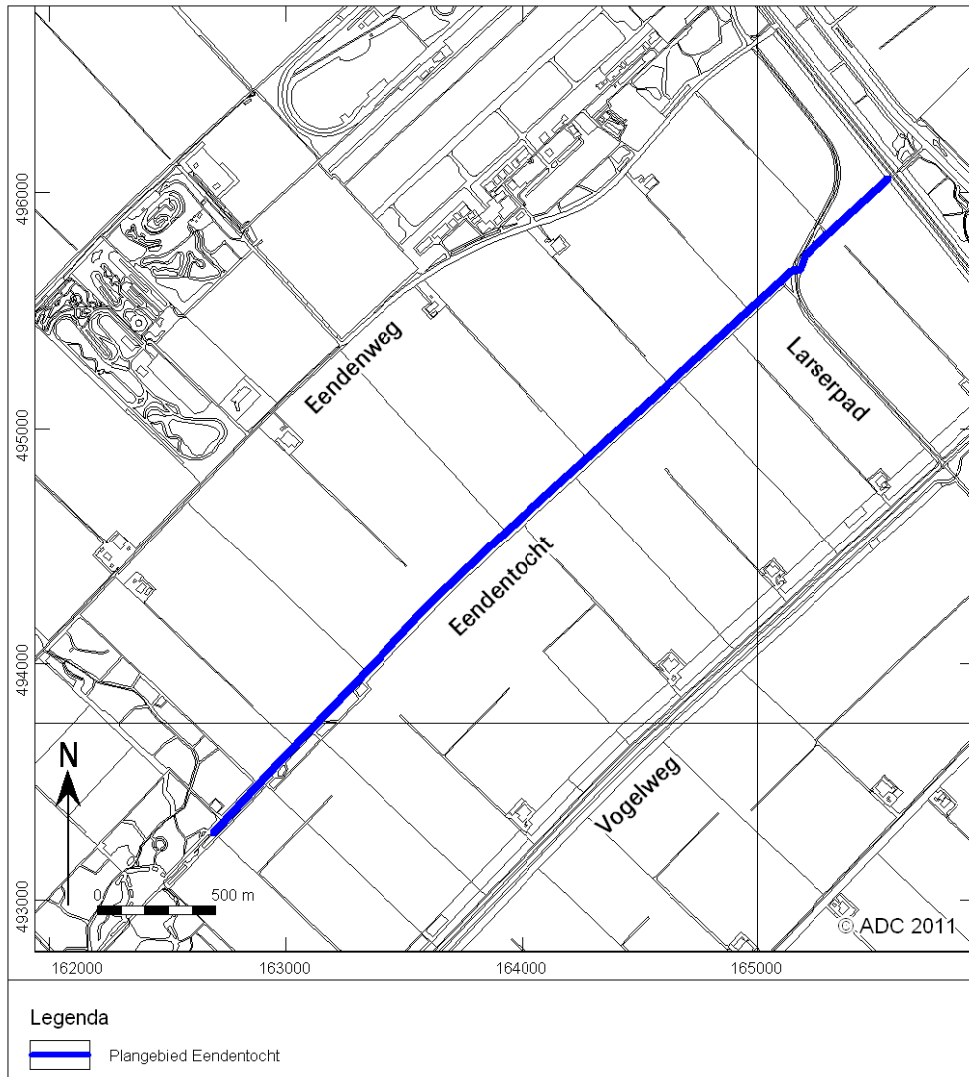 496000
495000
494000
493000
Eendenweg
Larserpad
Eendentocht
Vogelweg
N
0 500 m
© ADC 2011
162000 163000 164000 165000
Legenda
Plangebied Eendentocht